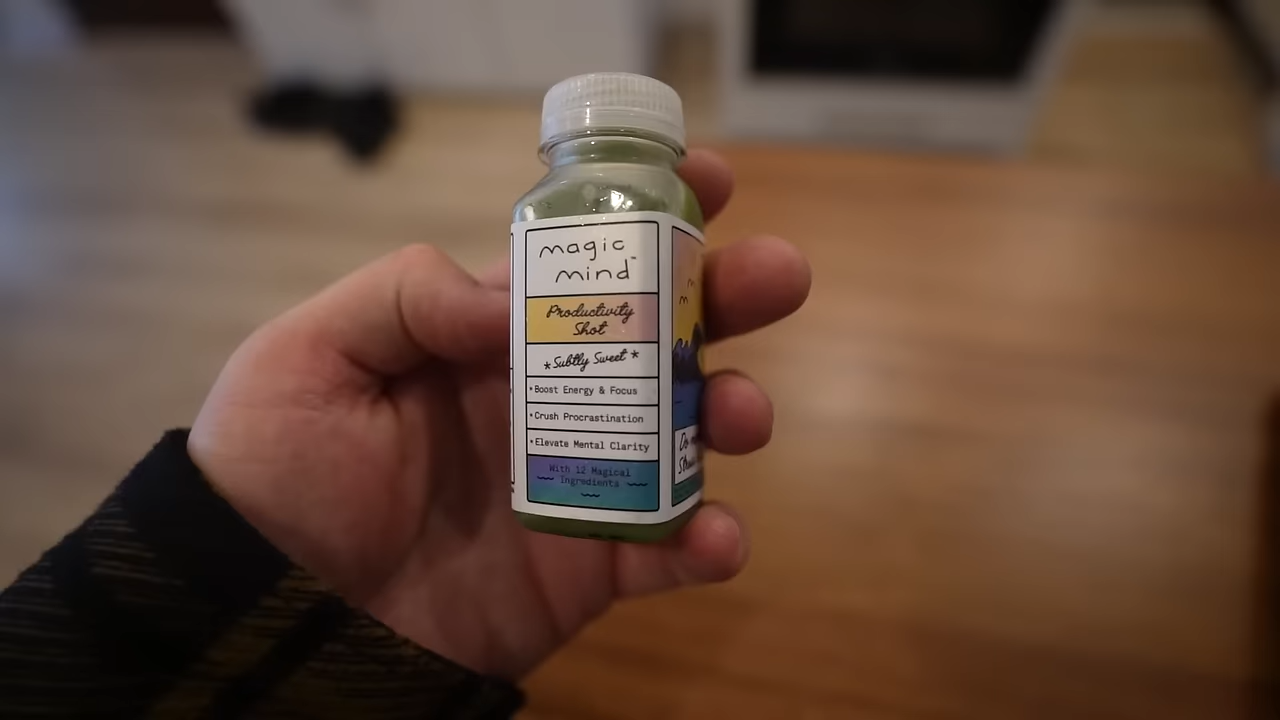 magic
mind™
Productivity
Shot
*Subtly Sweet*
• Boost Energy & Focus
• Crush Procrastination
• Elevate Mental Clarity
With 12 Magical
Ingredients